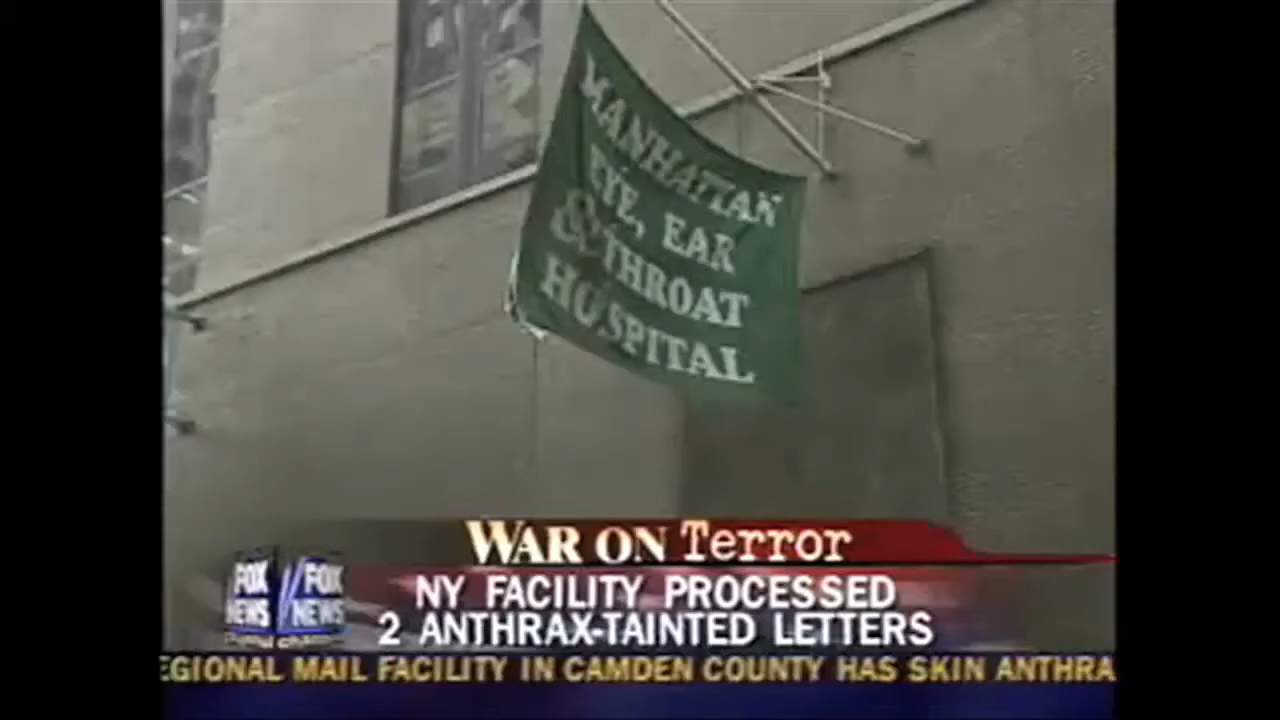 MANHATTAN
EYE, EAR
& THROAT
HOSPITAL
WAR ON Terror
FOX NEWS FOX NEWS
NY FACILITY PROCESSED
2 ANTHRAX-TAINTED LETTERS
EGIONAL MAIL FACILITY IN CAMDEN COUNTY HAS SKIN ANTHRA